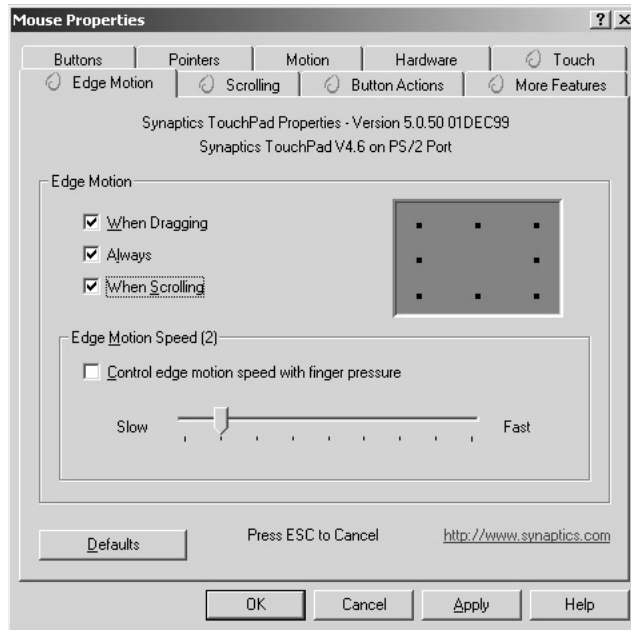 Mouse Properties
Buttons Pointers Motion Hardware Touch
Edge Motion Scrolling Button Actions More Features
Synaptics TouchPad Properties - Version 5.0.50 01DEC99
Synaptics TouchPad V4.6 on PS/2 Port
Edge Motion
When Dragging
Always
When Scrolling
Edge Motion Speed (2)
Control edge motion speed with finger pressure
Slow Fast
Defaults Press ESC to Cancel http://www.synaptics.com
OK Cancel Apply Help